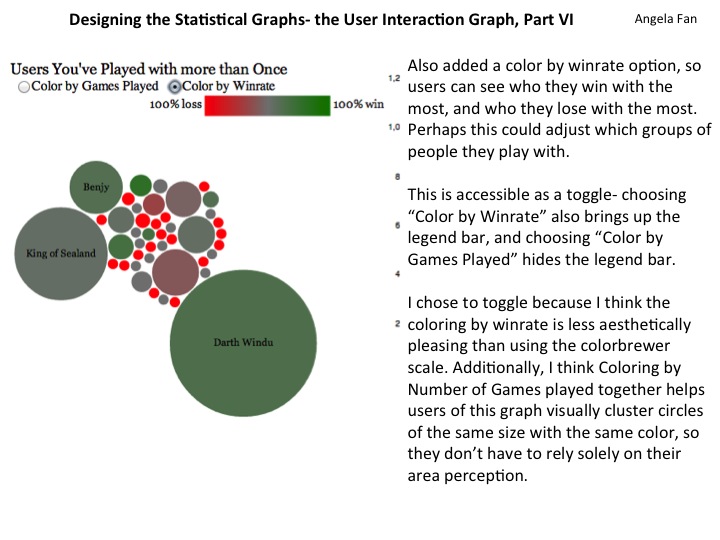 Designing the Statistical Graphs- the User Interaction Graph, Part VI
Angela Fan
Users You've Played with more than Once
Color by Games Played Color by Winrate
100% loss 100% win
Benjy
King of Sealand
Darth Windu
1,2
1,0
8
6
4
2
Also added a color by winrate option, so
users can see who they win with the
most, and who they lose with the most.
Perhaps this could adjust which groups of
people they play with.
This is accessible as a toggle- choosing
“Color by Winrate” also brings up the
legend bar, and choosing “Color by
Games Played” hides the legend bar.
I chose to toggle because I think the
coloring by winrate is less aesthetically
pleasing than using the colorbrewer
scale. Additionally, I think Coloring by
Number of Games played together helps
users of this graph visually cluster circles
of the same size with the same color, so
they don’t have to rely solely on their
area perception.